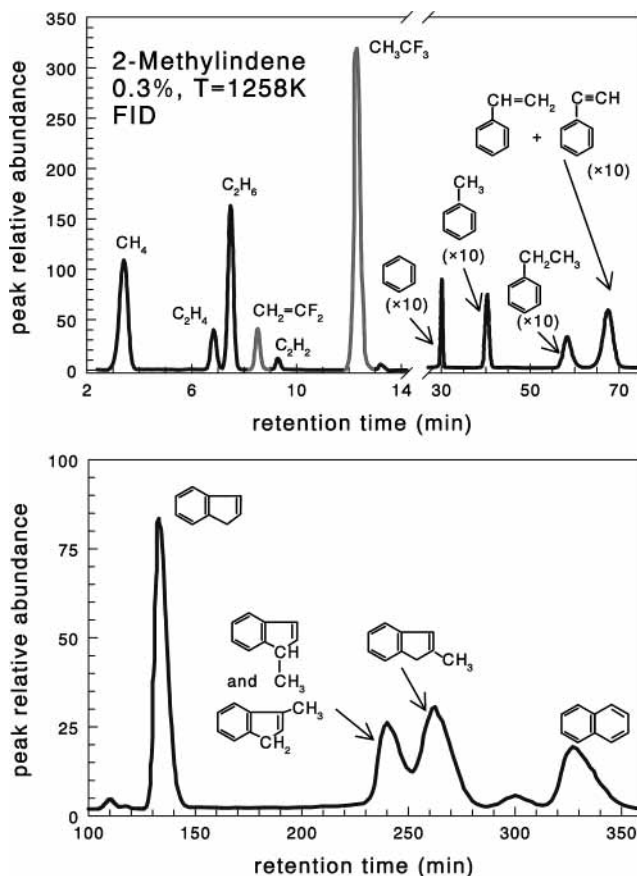 350
300
250
200
150
100
50
0
peak relative abundance
2-Methylindene
0.3%, T=1258K
FID
CH₄
C₂H₄
C₂H₆
CH₂=CF₂
C₂H₂
CH₃CF₃
(×10)
CH₃
(×10)
CH₂CH₃
(×10)
CH=CH₂ C≡CH
+
(×10)
2 6 10 14 30 40 50 60 70
retention time (min)
100
75
50
25
0
peak relative abundance
CH
CH₃
and
CH₃
CH₂
CH₃
100 150 200 250 300 350
retention time (min)